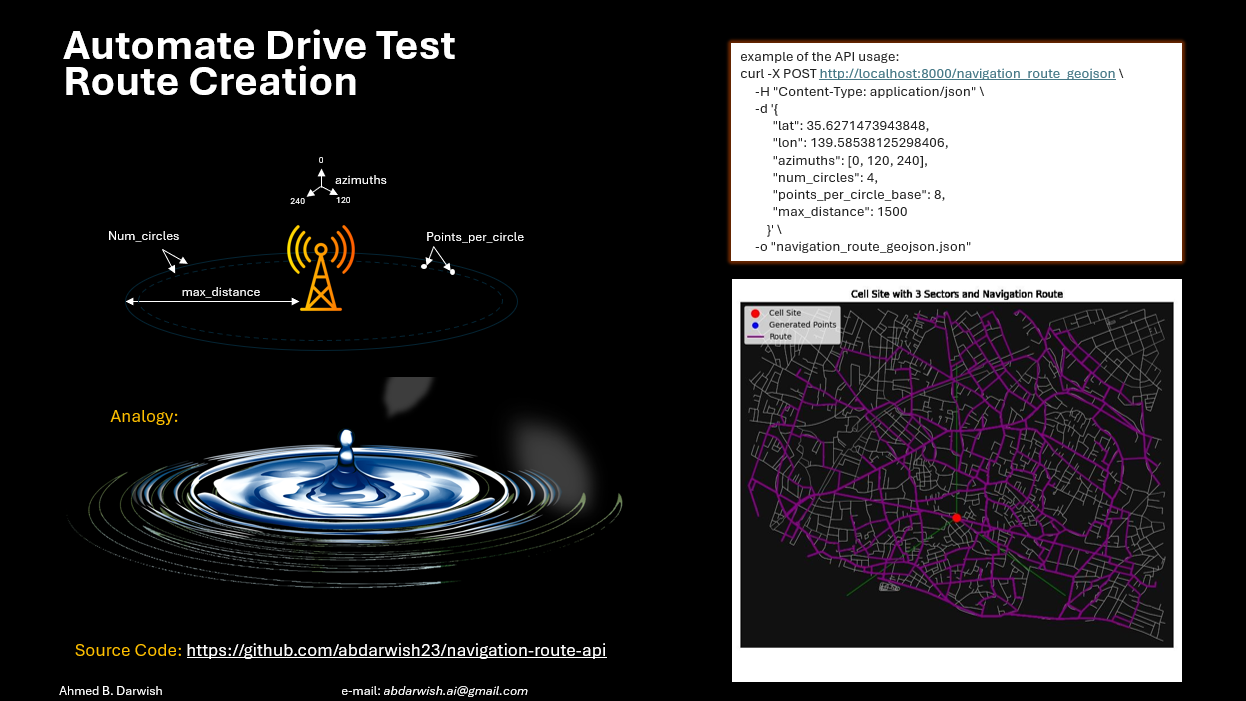 Automate Drive Test
Route Creation
0
azimuths
240
120
Num_circles
Points_per_circle
max_distance
Analogy:
Source Code: https://github.com/abdarwish23/navigation-route-api
Ahmed B. Darwish
e-mail: abdarwish.ai@gmail.com
example of the API usage:
curl -X POST http://localhost:8000/navigation_route_geojson \
-H "Content-Type: application/json" \
-d '{
"lat": 35.6271473943848,
"lon": 139.58538125298406,
"azimuths": [0, 120, 240],
"num_circles": 4,
"points_per_circle_base": 8,
"max_distance": 1500
}' \
-o "navigation_route_geojson.json"
Cell Site with 3 Sectors and Navigation Route
Cell Site
Generated Points
Route